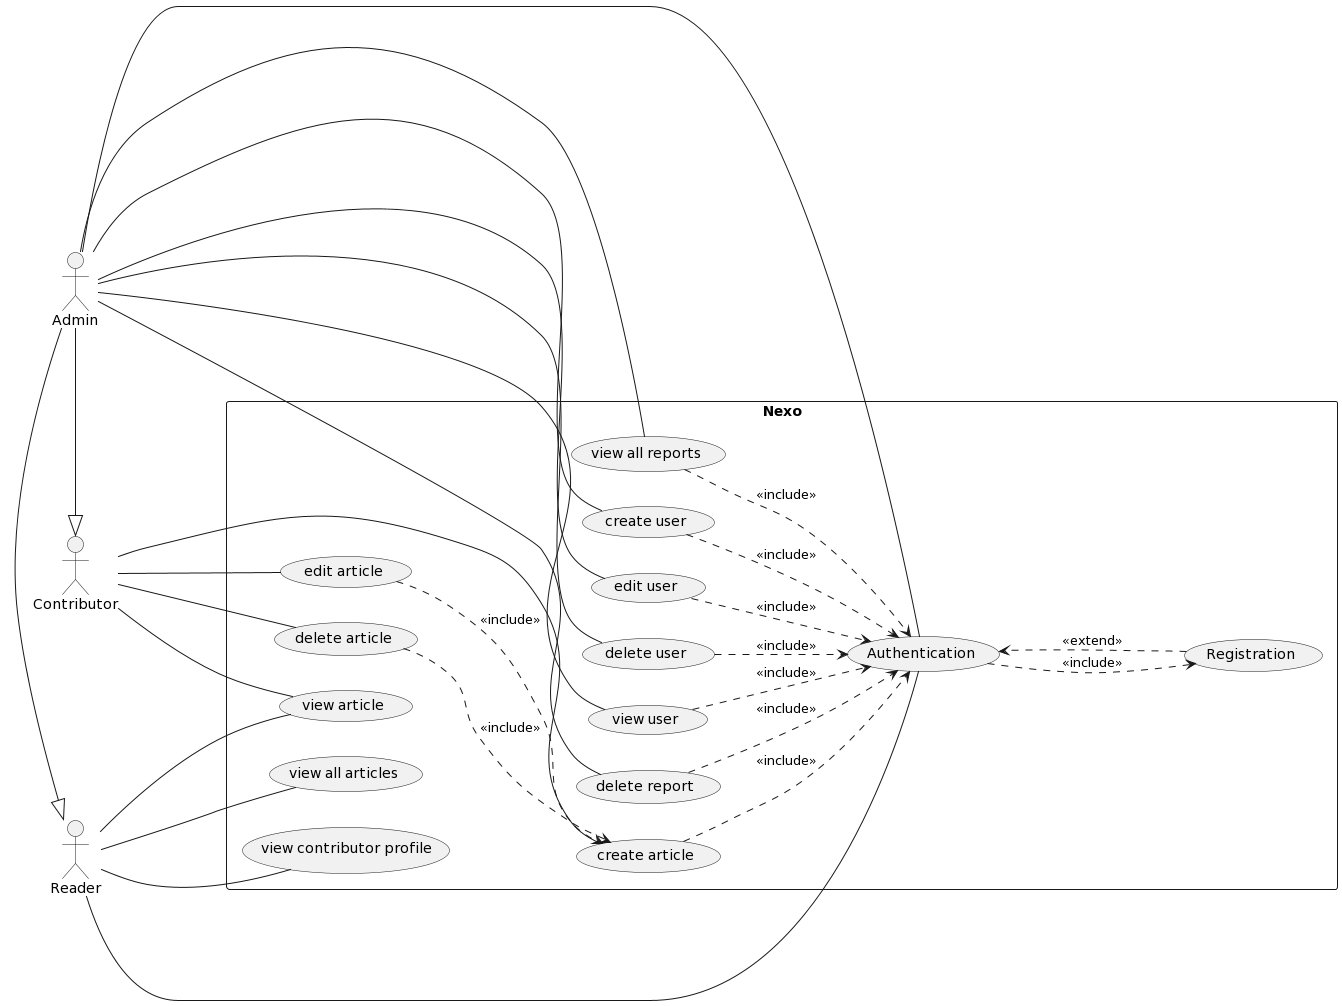 Admin
Nexo
view all reports
«include»
create user
«include»
edit article
edit user
Contributor
«include»
«include»
delete article
«extend»
delete user
«include»
Authentication
Registration
«include»
«include»
view article
view user
«include»
«include»
view all articles
«include»
delete report
view contributor profile
create article
Reader